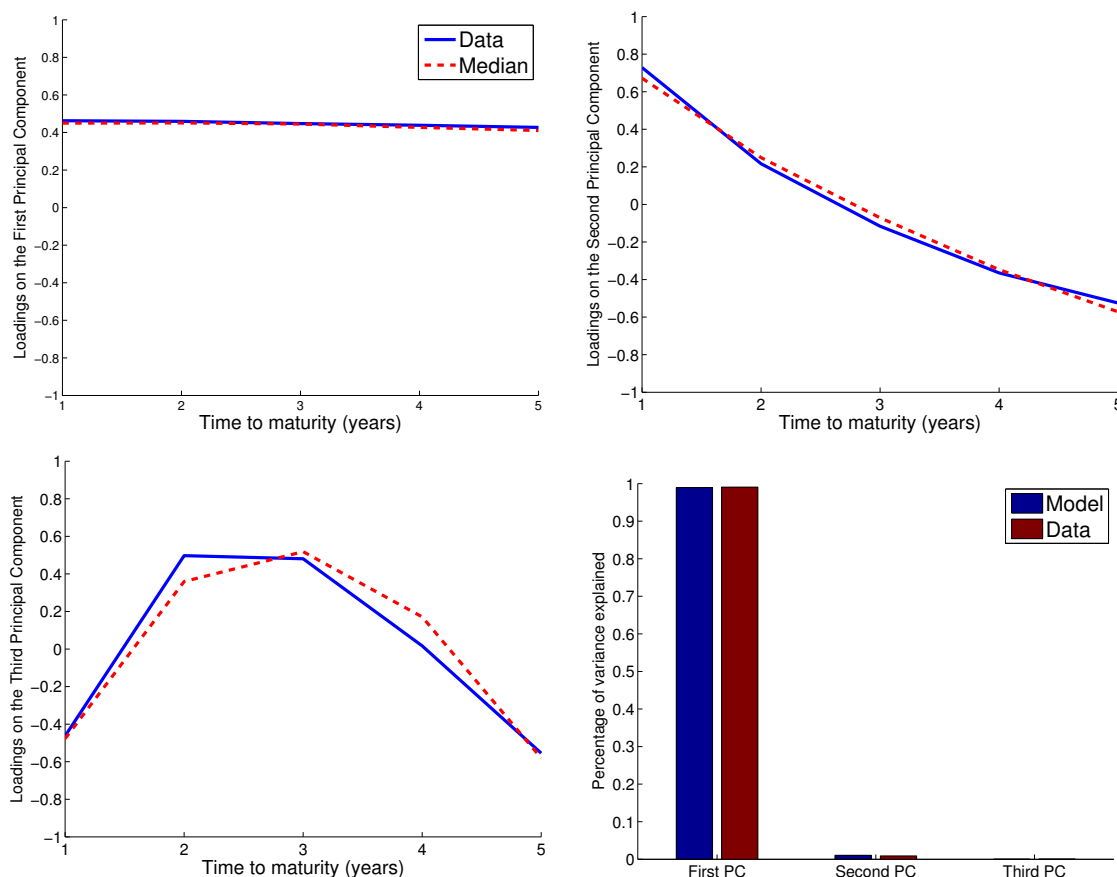 Loadings on the First Principal Component
1
0.8
0.6
0.4
0.2
0
−0.2
−0.4
−0.6
−0.8
−1
1 2 3 4 5
Time to maturity (years)
Data
Median
Loadings on the Second Principal Component
1
0.8
0.6
0.4
0.2
0
−0.2
−0.4
−0.6
−0.8
−1
1 2 3 4 5
Time to maturity (years)
Loadings on the Third Principal Component
1
0.8
0.6
0.4
0.2
0
−0.2
−0.4
−0.6
−0.8
−1
1 2 3 4 5
Time to maturity (years)
Percentage of variance explained
1
0.9
0.8
0.7
0.6
0.5
0.4
0.3
0.2
0.1
0
First PC Second PC Third PC
Model
Data